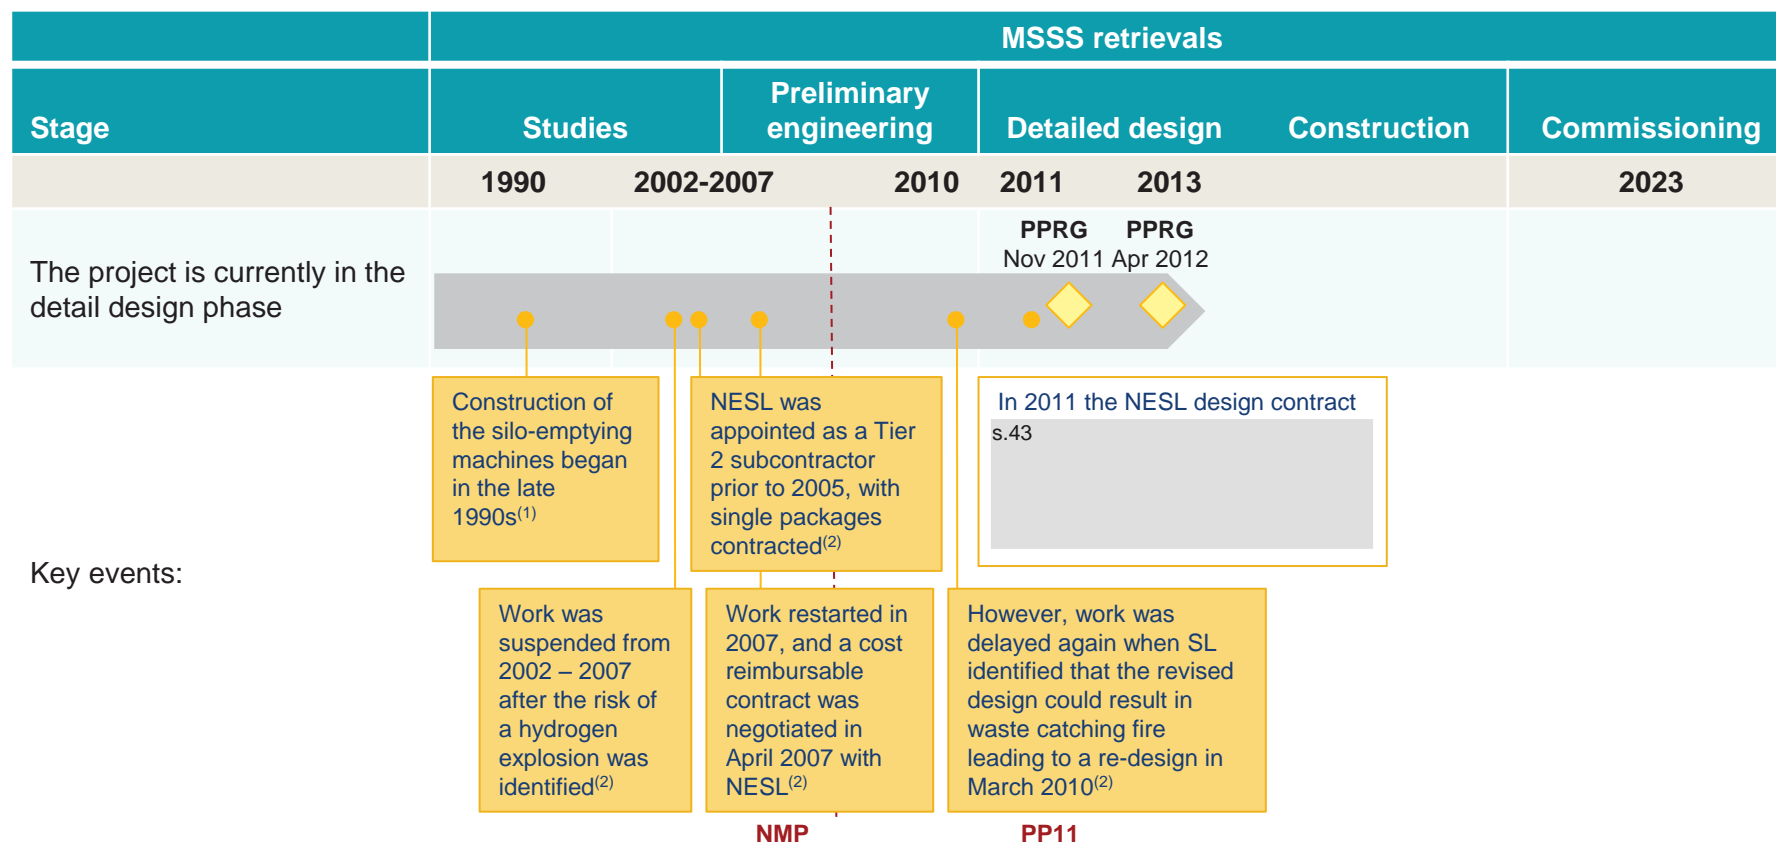 MSSS retrievals
Stage
Studies
Preliminary
engineering
Detailed design
Construction
Commissioning
1990
2002-2007
2010
2011
2013
2023
The project is currently in the
detail design phase
PPRG
Nov 2011
PPRG
Apr 2012
Key events:
Construction of
the silo-emptying
machines began
in the late
1990s(1)
NESL was
appointed as a Tier
2 subcontractor
prior to 2005, with
single packages
contracted(2)
In 2011 the NESL design contract
s.43
Work was
suspended from
2002 – 2007
after the risk of
a hydrogen
explosion was
identified(2)
Work restarted in
2007, and a cost
reimbursable
contract was
negotiated in
April 2007 with
NESL(2)
However, work was
delayed again when SL
identified that the revised
design could result in
waste catching fire
leading to a re-design in
March 2010(2)
NMP
PP11